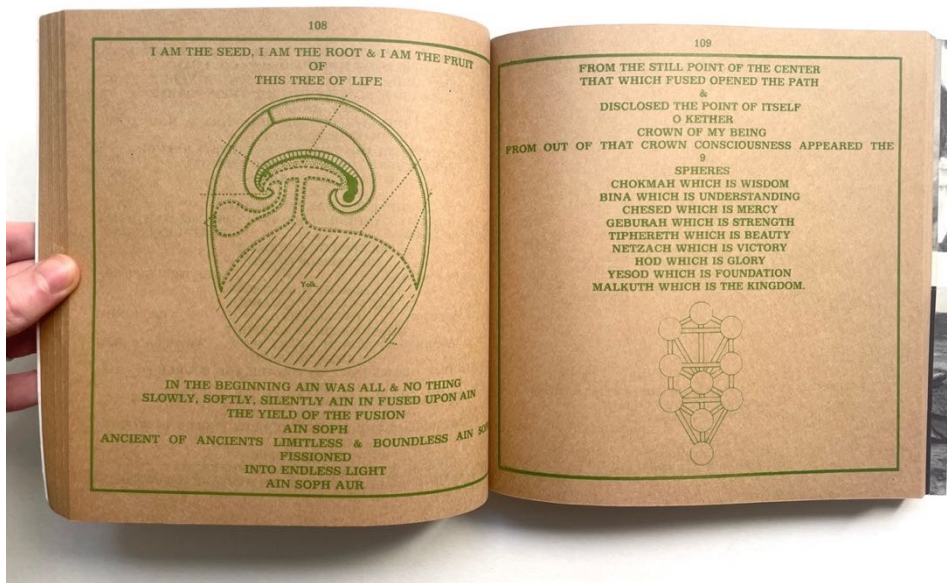 108
I AM THE SEED, I AM THE ROOT & I AM THE FRUIT
OF
THIS TREE OF LIFE
Yolk.
IN THE BEGINNING AIN WAS ALL & NO THING
SLOWLY, SOFTLY, SILENTLY AIN IN FUSED UPON AIN
THE YIELD OF THE FUSION
AIN SOPH
ANCIENT OF ANCIENTS LIMITLESS & BOUNDLESS AIN
FISSIONED
INTO ENDLESS LIGHT
AIN SOPH AUR
109
FROM THE STILL POINT OF THE CENTER
THAT WHICH FUSED OPENED THE PATH
&
DISCLOSED THE POINT OF ITSELF
O KETHER
CROWN OF MY BEING
FROM OUT OF THAT CROWN CONSCIOUSNESS APPEARED THE
9
SPHERES
CHOKMAH WHICH IS WISDOM
BINA WHICH IS UNDERSTANDING
CHESED WHICH IS MERCY
GEBURAH WHICH IS STRENGTH
TIPHERETH WHICH IS BEAUTY
NETZACH WHICH IS VICTORY
HOD WHICH IS GLORY
YESOD WHICH IS FOUNDATION
MALKUTH WHICH IS THE KINGDOM.